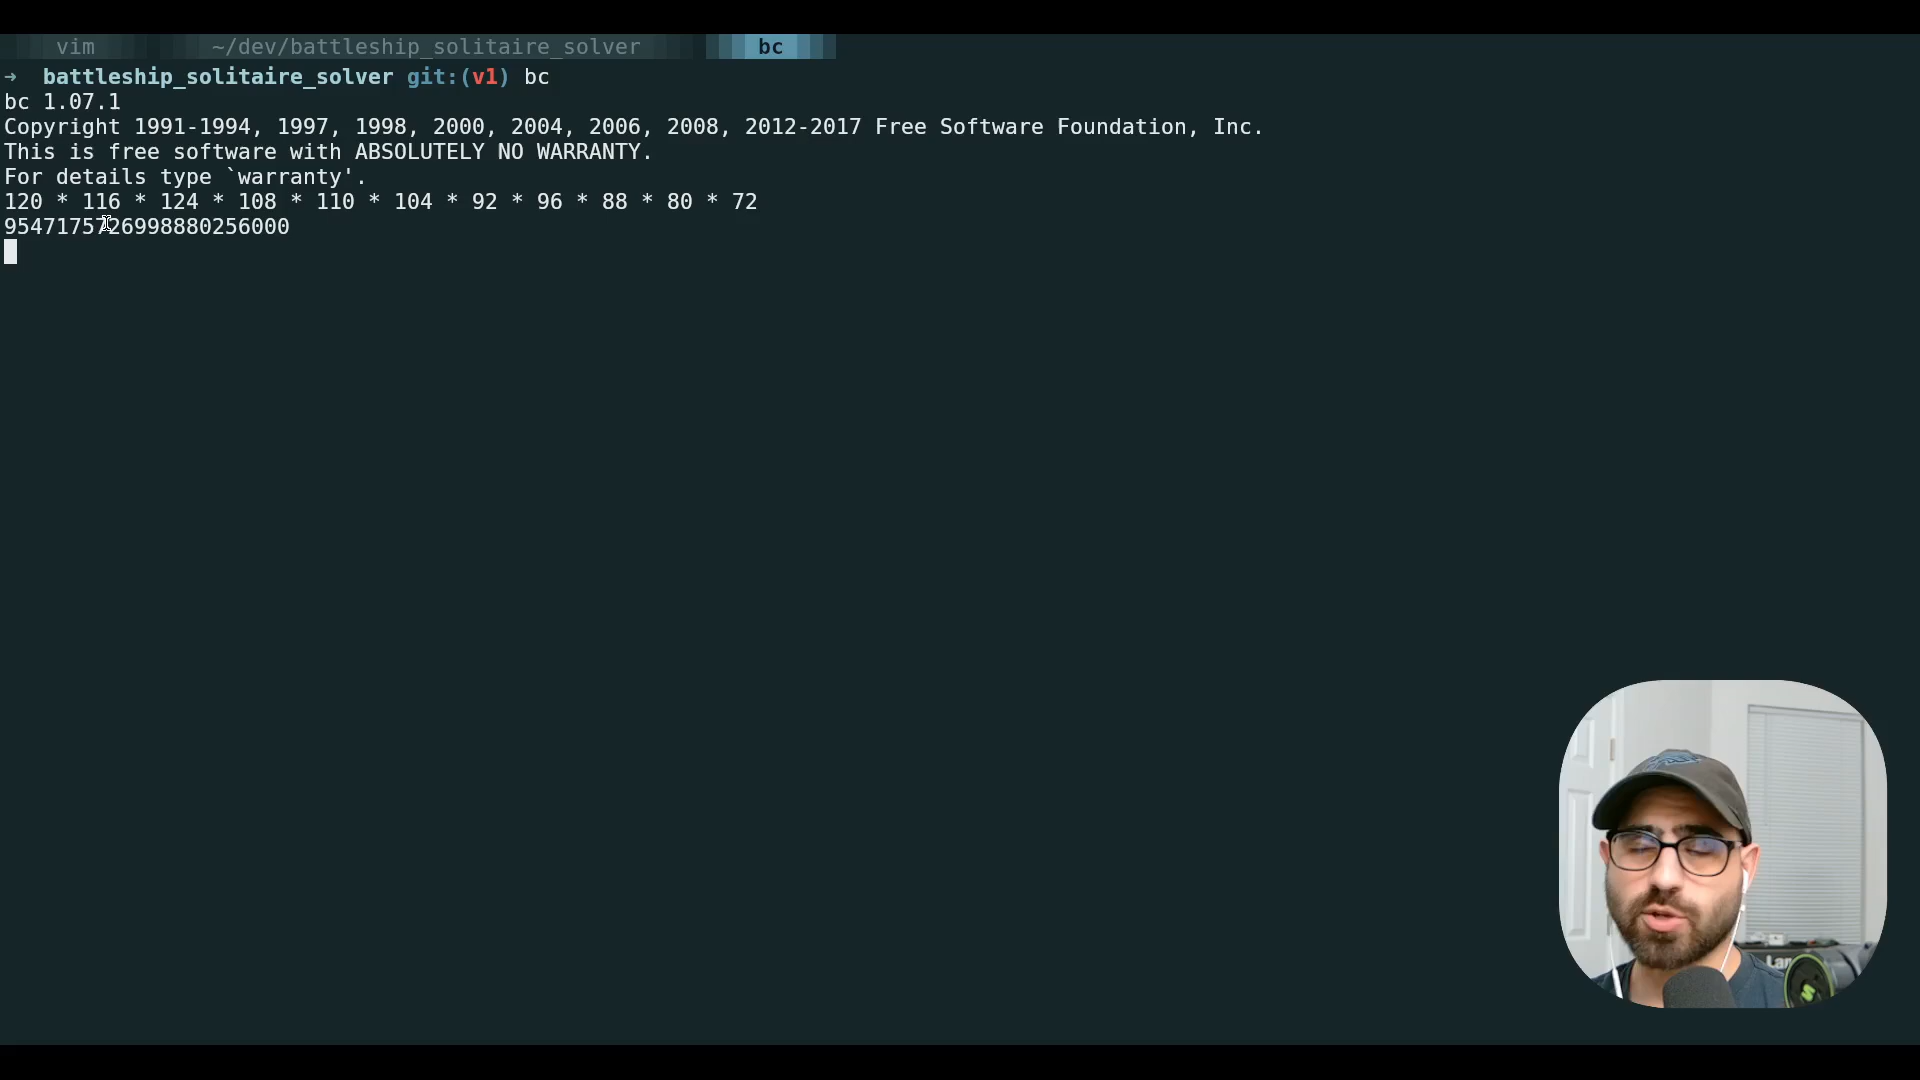 vim ~/dev/battleship_solitaire_solver bc
➜ battleship_solitaire_solver git:(v1) bc
bc 1.07.1
Copyright 1991-1994, 1997, 1998, 2000, 2004, 2006, 2008, 2012-2017 Free Software Foundation, Inc.
This is free software with ABSOLUTELY NO WARRANTY.
For details type `warranty'.
120 * 116 * 124 * 108 * 110 * 104 * 92 * 96 * 88 * 80 * 72
9547175726998880256000